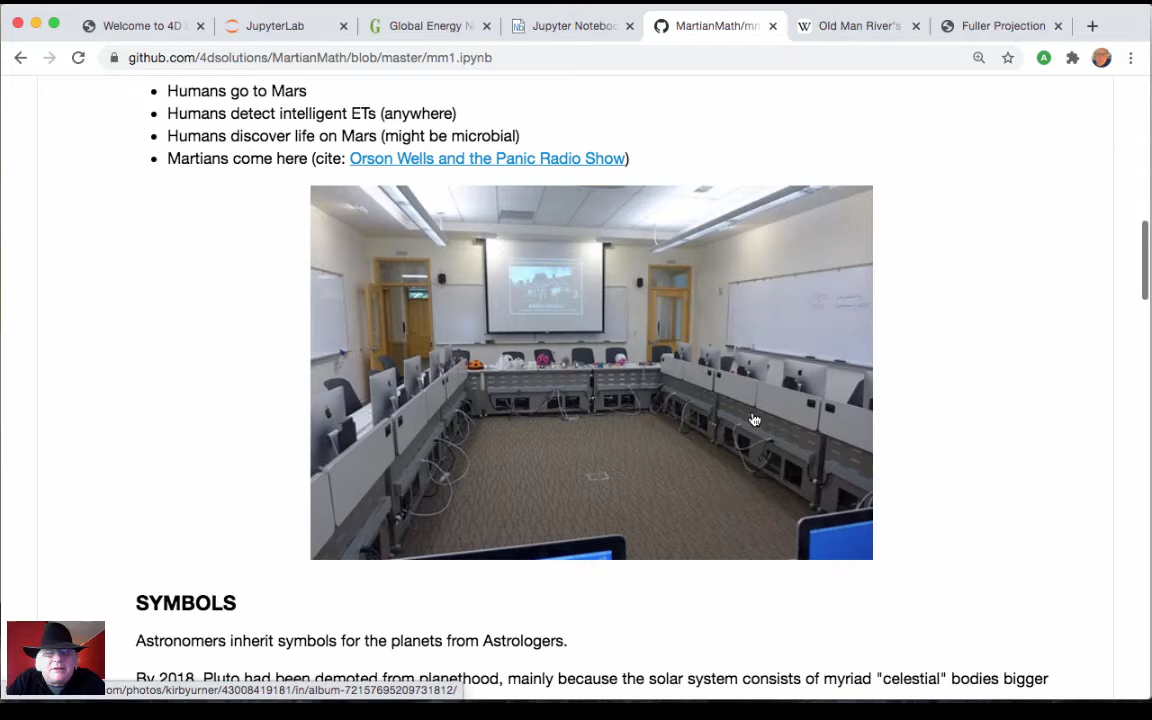 Welcome to 4D S
JupyterLab
Global Energy N
Jupyter Noteboo
MartianMath/mn
Old Man River's
Fuller Projection
github.com/4dsolutions/MartianMath/blob/master/mm1.ipynb
A
Humans go to Mars
Humans detect intelligent ETs (anywhere)
Humans discover life on Mars (might be microbial)
Martians come here (cite: Orson Wells and the Panic Radio Show)
SYMBOLS
Astronomers inherit symbols for the planets from Astrologers.
By 2018, Pluto had been demoted from planethood, mainly because the solar system consists of myriad "celestial" bodies bigger
om/photos/kirbyurner/43008419181/in/album-72157695209731812/